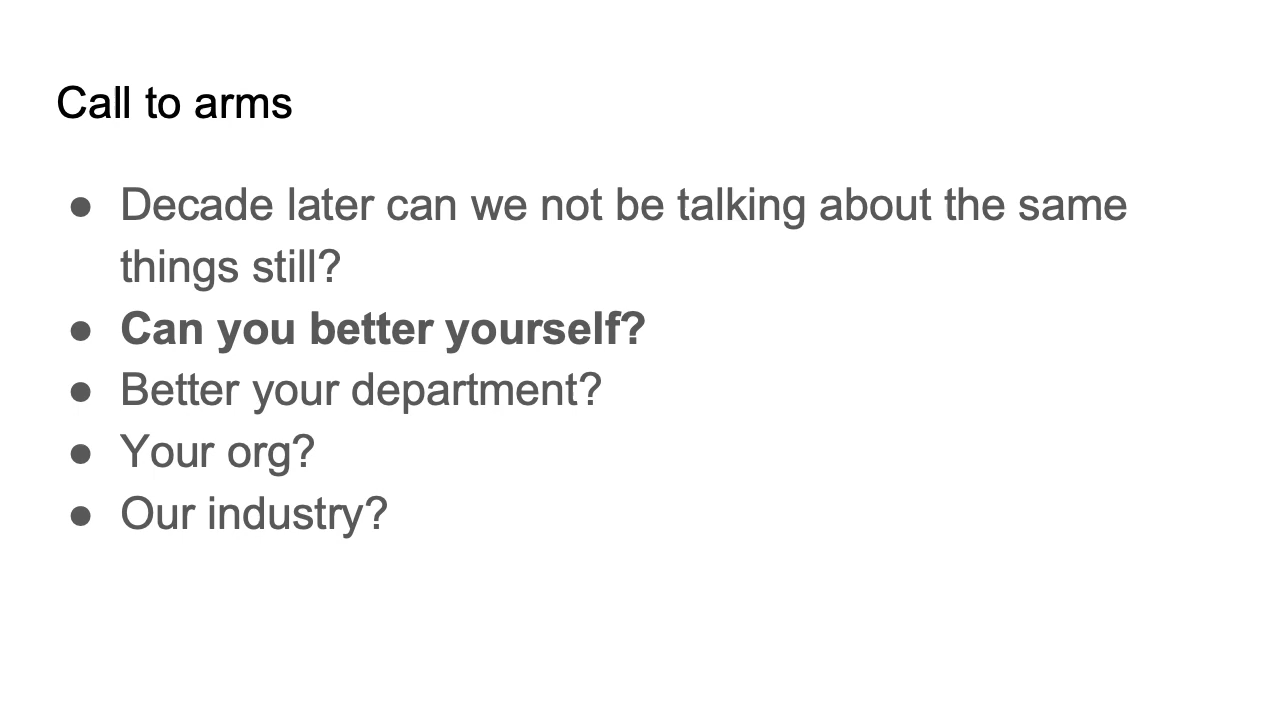 Call to arms
● Decade later can we not be talking about the same
things still?
● Can you better yourself?
● Better your department?
● Your org?
● Our industry?